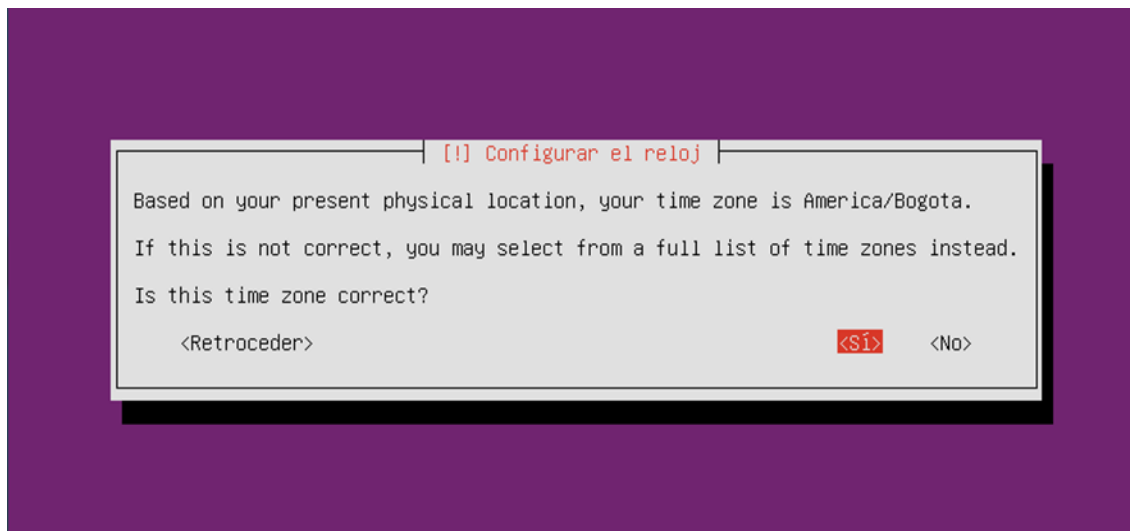 [!] Configurar el reloj
Based on your present physical location, your time zone is America/Bogota.
If this is not correct, you may select from a full list of time zones instead.
Is this time zone correct?
<Retroceder> <Sí> <No>